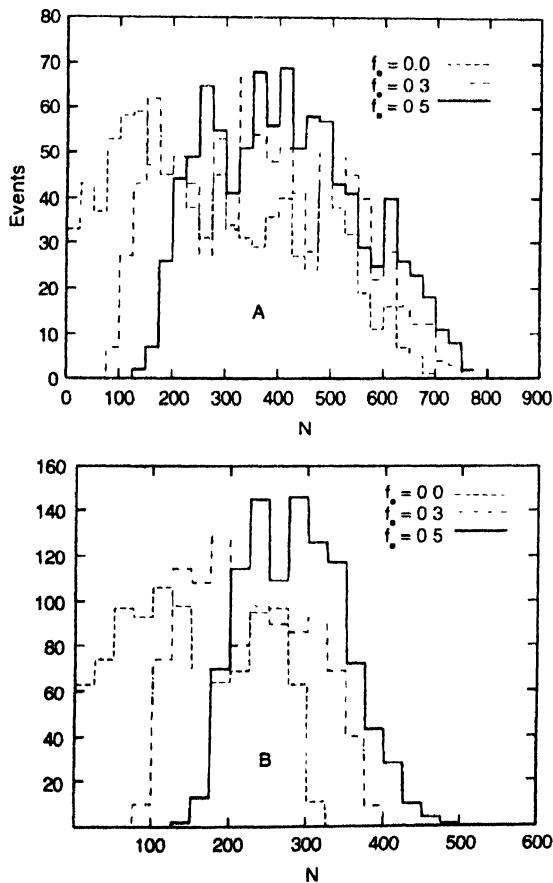 80
70
60
50
40
30
20
10
0
Events
f. = 0.0
f. = 0 3
f. = 0 5
A
0 100 200 300 400 500 600 700 800 900
N
160
140
120
100
80
60
40
20
f. = 0 0
f. = 0 3
f. = 0 5
B
100 200 300 400 500 600
N